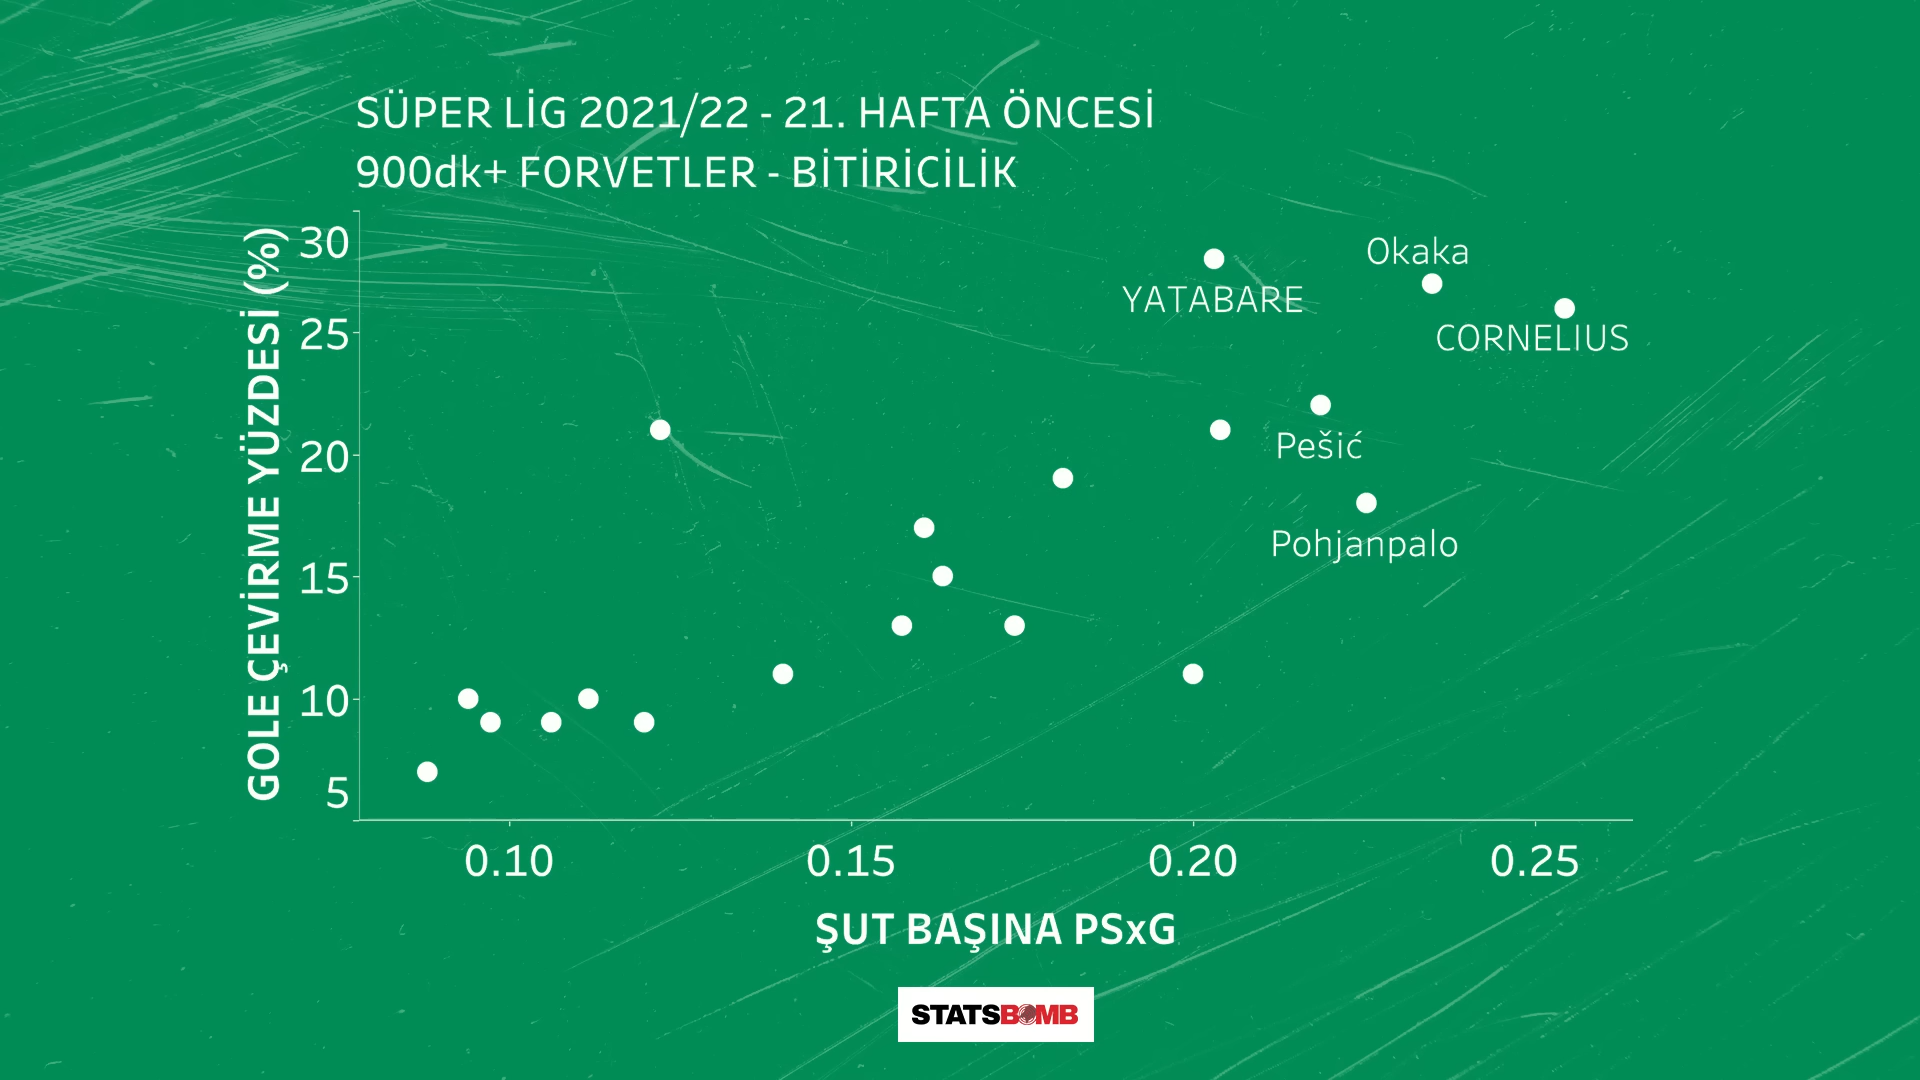 SÜPER LİG 2021/22 - 21. HAFTA ÖNCESİ
900dk+ FORVETLER - BİTİRİCİLİK
GOLE ÇEVİRME YÜZDESİ (%)
30
25
20
15
10
5
Okaka
YATABARE
CORNELIUS
Pešić
Pohjanpalo
0.10 0.15 0.20 0.25
ŞUT BAŞINA PSxG
STATSBOMB